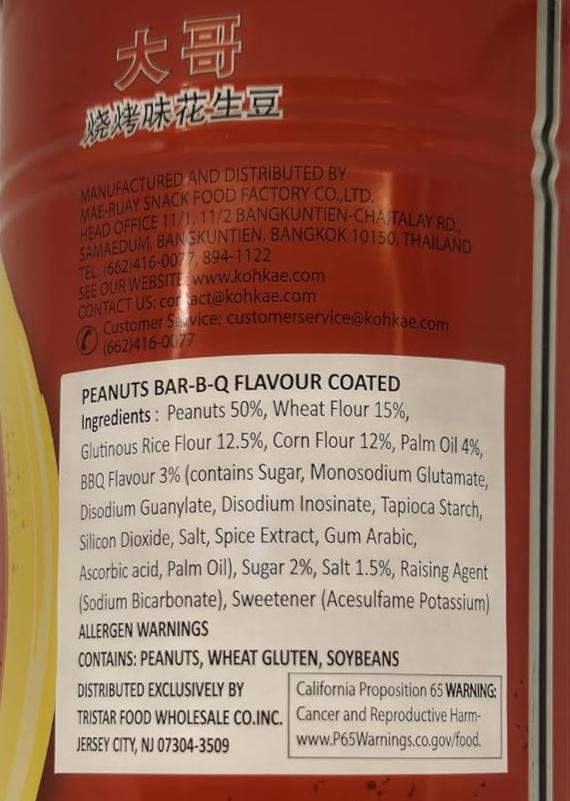 大哥
烧烤味花生豆
MANUFACTURED AND DISTRIBUTED BY
MAE-RUAY SNACK FOOD FACTORY CO.,LTD.
HEAD OFFICE 11/1, 11/2 BANGKUNTIEN-CHAITALAY RD.,
SAMAEDUM, BANGKUNTIEN, BANGKOK 10150. THAILAND
TEL: (662)416-0077, 894-1122
SEE OUR WEBSITE www.kohkae.com
CONTACT US: contact@kohkae.com
Customer Service: customerservice@kohkae.com
(662)416-0077
PEANUTS BAR-B-Q FLAVOUR COATED
Ingredients : Peanuts 50%, Wheat Flour 15%,
Glutinous Rice Flour 12.5%, Corn Flour 12%, Palm Oil 4%,
BBQ Flavour 3% (contains Sugar, Monosodium Glutamate,
Disodium Guanylate, Disodium Inosinate, Tapioca Starch,
Silicon Dioxide, Salt, Spice Extract, Gum Arabic,
Ascorbic acid, Palm Oil), Sugar 2%, Salt 1.5%, Raising Agent
(Sodium Bicarbonate), Sweetener (Acesulfame Potassium)
ALLERGEN WARNINGS
CONTAINS: PEANUTS, WHEAT GLUTEN, SOYBEANS
DISTRIBUTED EXCLUSIVELY BY
TRISTAR FOOD WHOLESALE CO.INC.
JERSEY CITY, NJ 07304-3509
California Proposition 65 WARNING:
Cancer and Reproductive Harm-
www.P65Warnings.co.gov/food.